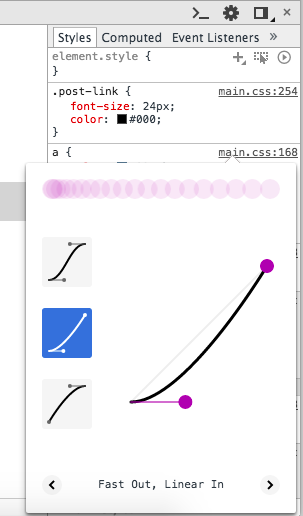 Styles Computed Event Listeners »
element.style {
}
.post-link { main.css:254
font-size: 24px;
color: #000;
}
a { main.css:168
Fast Out, Linear In